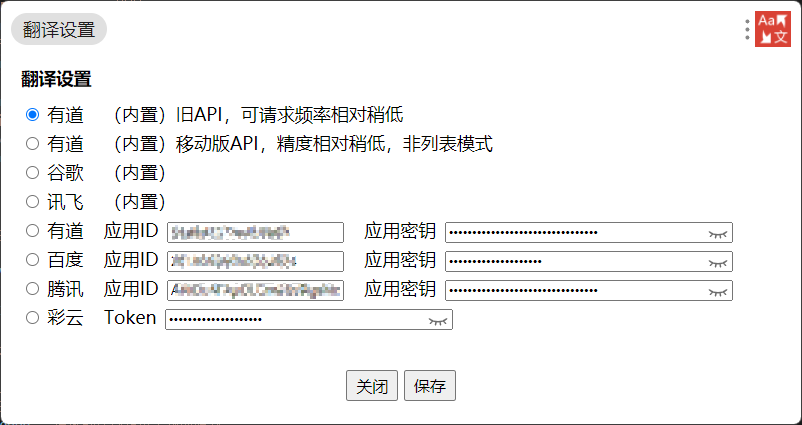 翻译设置
Aa文
翻译设置
有道 （内置）旧API，可请求频率相对稍低
有道 （内置）移动版API，精度相对稍低，非列表模式
谷歌 （内置）
讯飞 （内置）
有道 应用ID 应用密钥
百度 应用ID 应用密钥
腾讯 应用ID 应用密钥
彩云 Token
关闭 保存